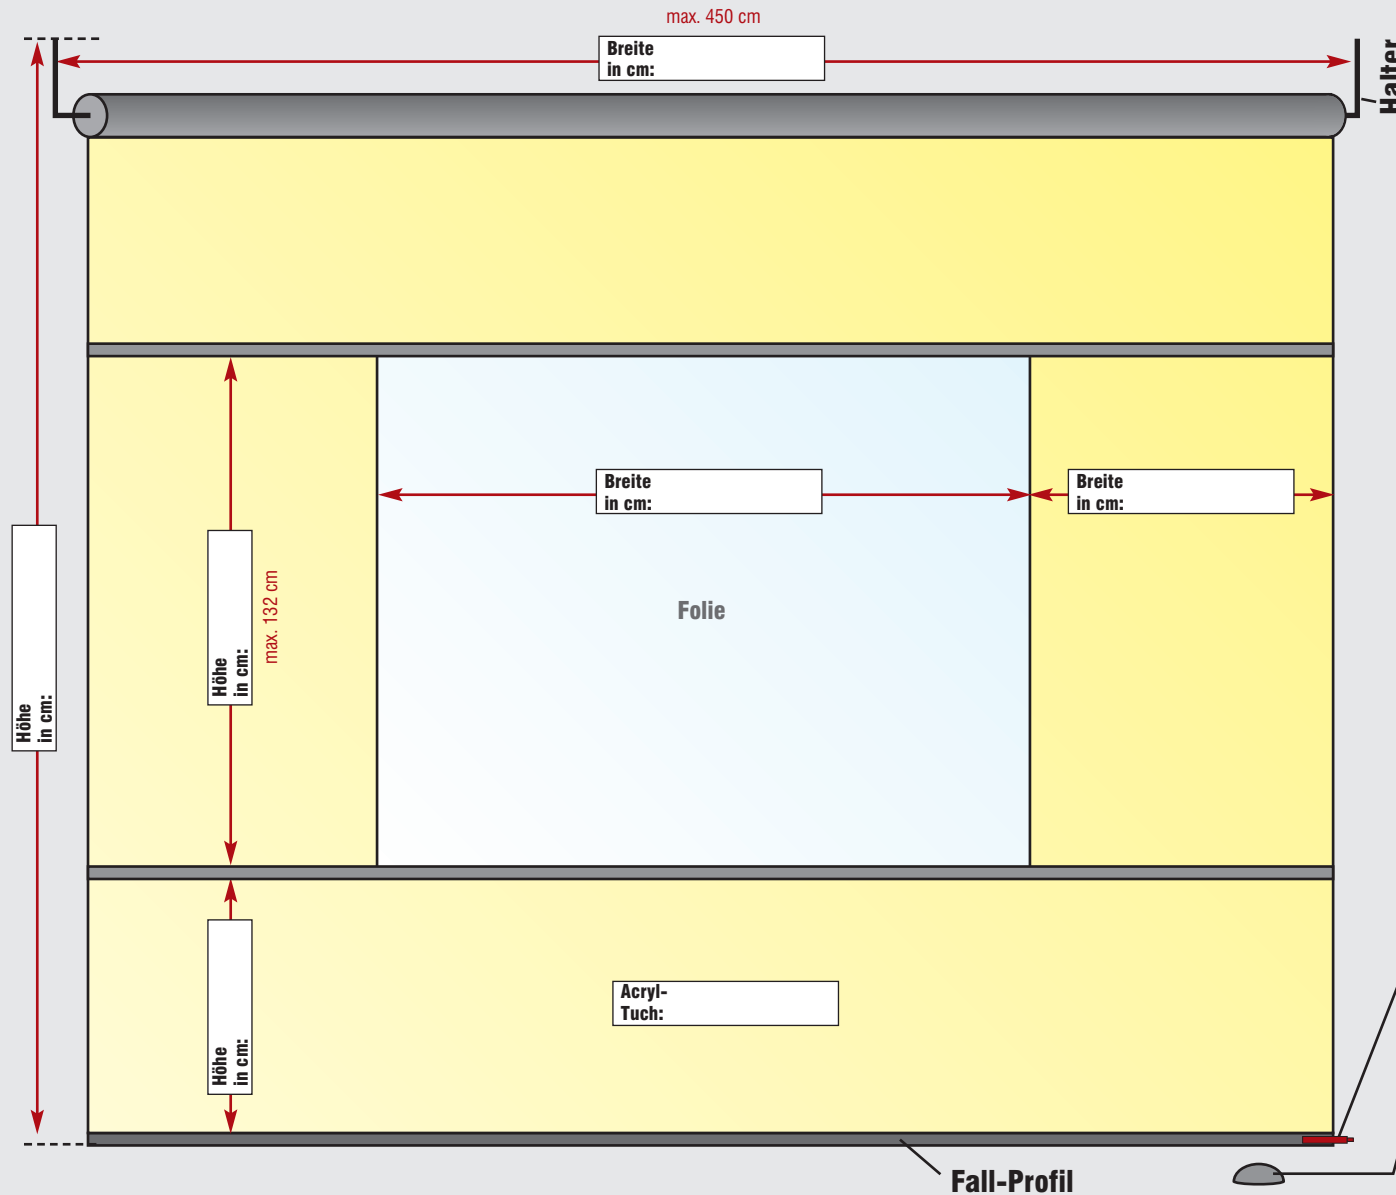 max. 450 cm
Breite
in cm:
Halter
Breite
in cm:
Breite
in cm:
Höhe
in cm:
Höhe
in cm:
max. 132 cm
Folie
Höhe
in cm:
Acryl-
Tuch:
Fall-Profil